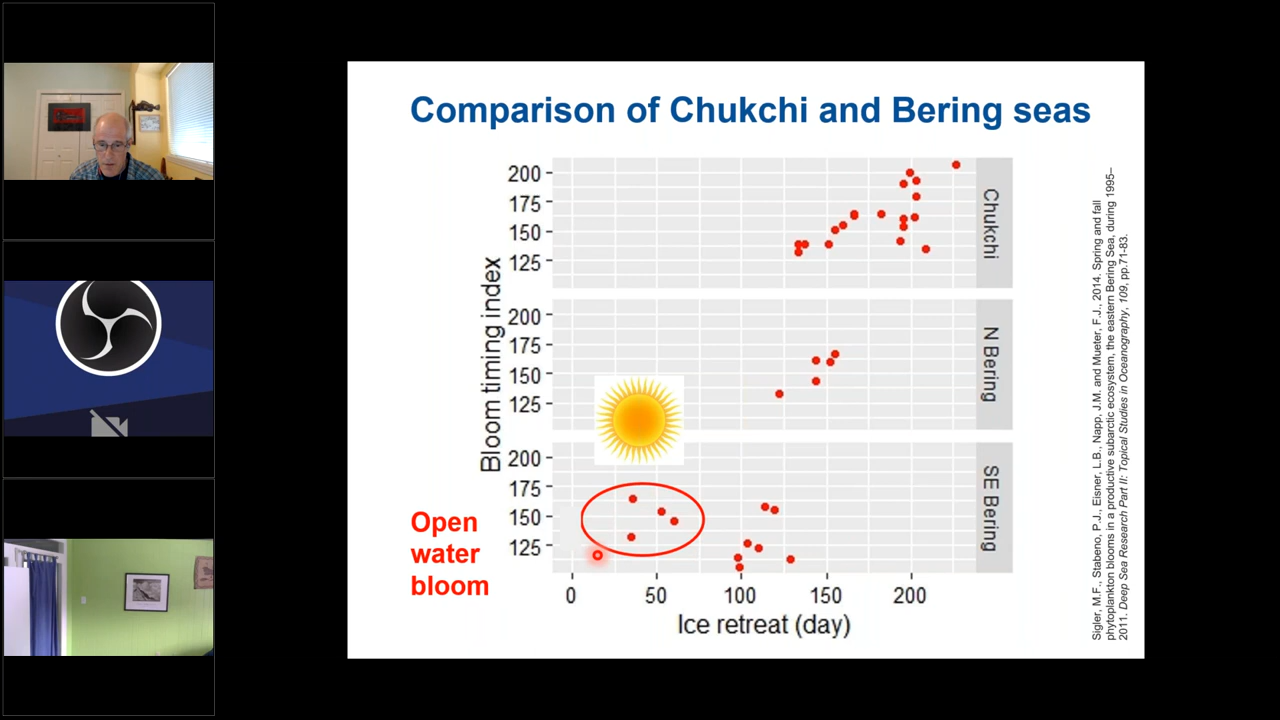 Comparison of Chukchi and Bering seas
Bloom timing index
200
175
150
125
Chukchi
200
175
150
125
N Bering
200
175
150
125
SE Bering
Open
water
bloom
0 50 100 150 200
Ice retreat (day)
Sigler, M.F., Stabeno, P.J., Eisner, L.B., Napp, J.M. and Mueter, F.J., 2014. Spring and fall
phytoplankton blooms in a productive subarctic ecosystem, the eastern Bering Sea, during 1995–
2011. Deep Sea Research Part II: Topical Studies in Oceanography, 109, pp.71-83.